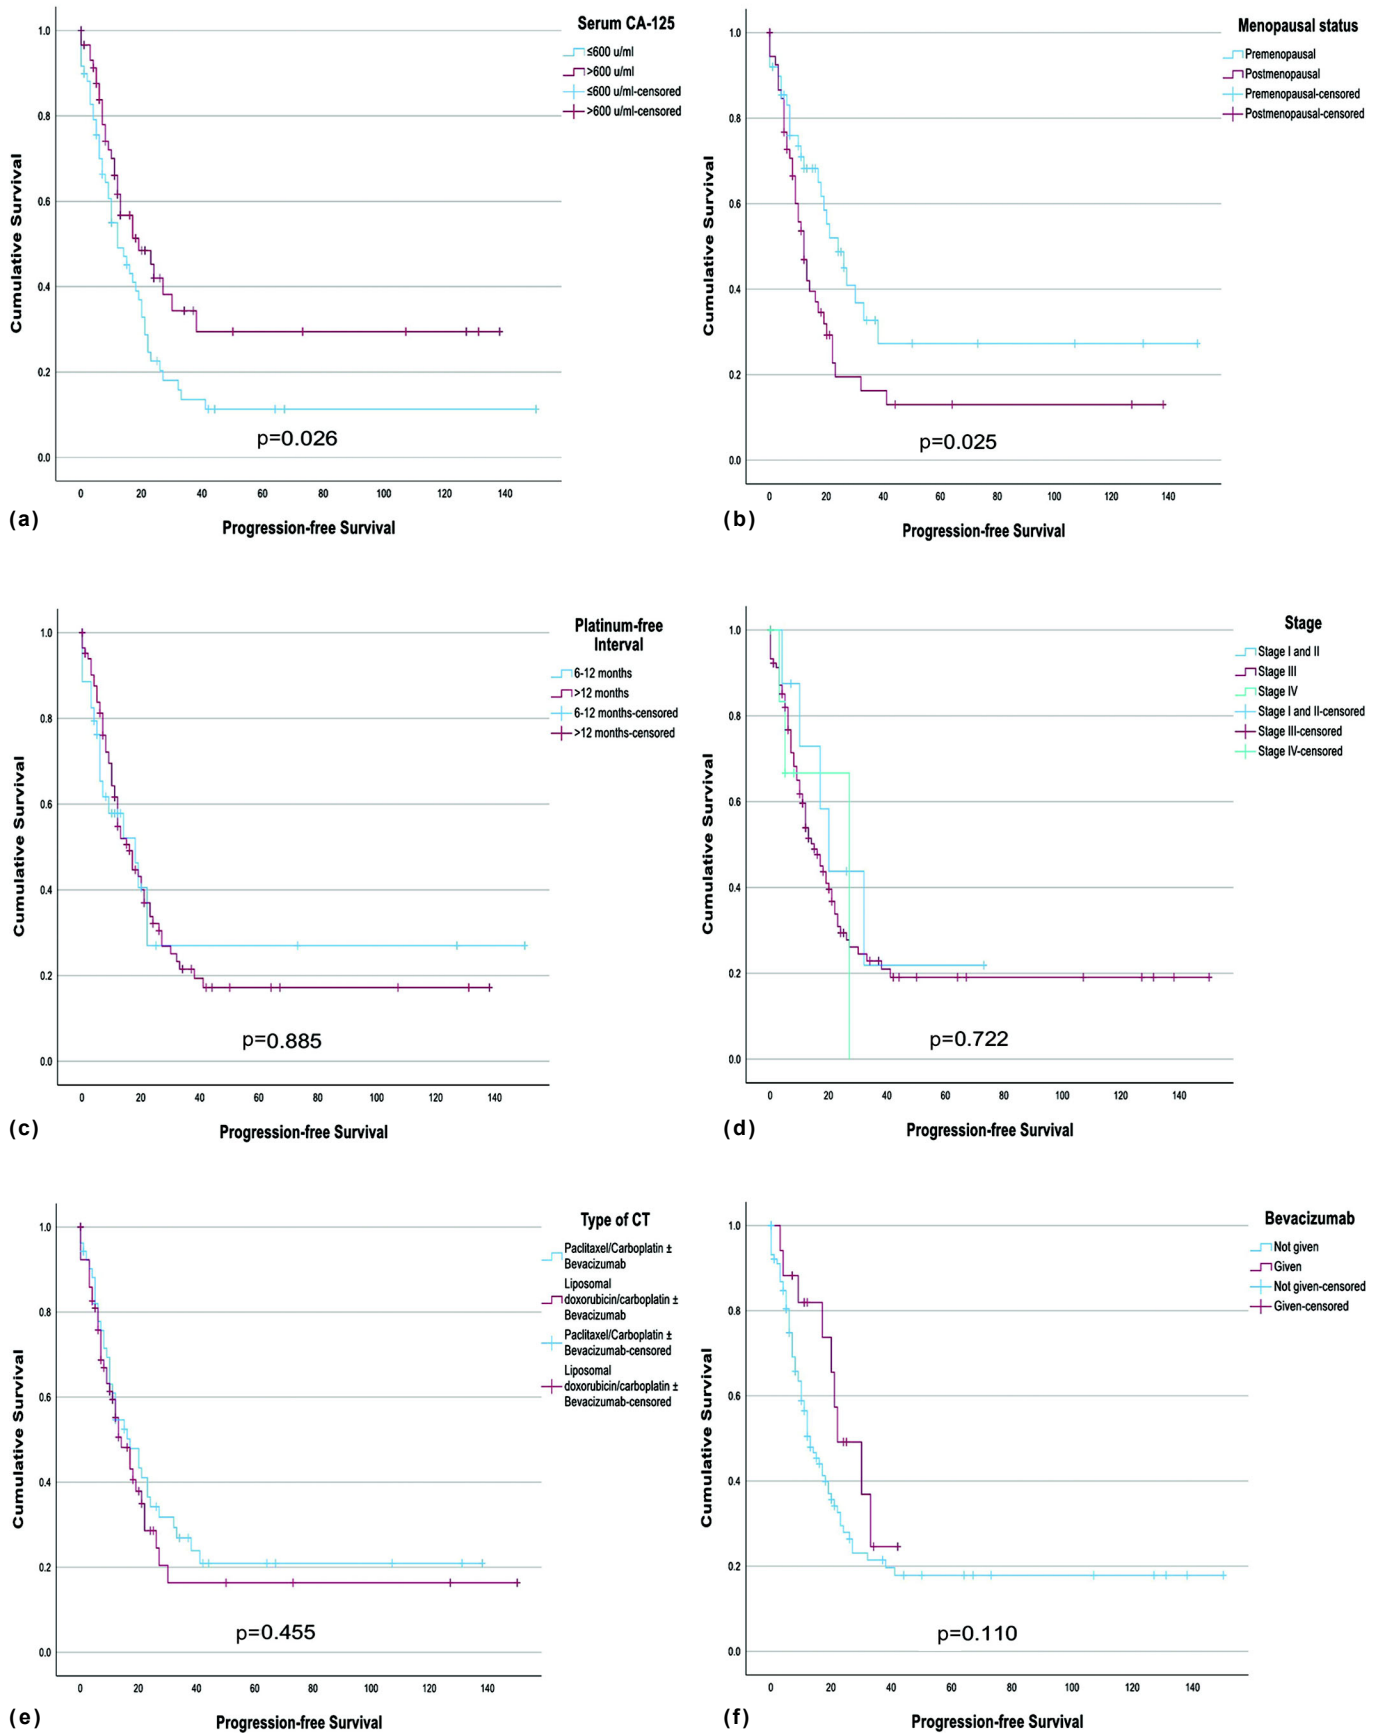 Serum CA-125
≤600 u/ml
>600 u/ml
≤600 u/ml-censored
>600 u/ml-censored
Cumulative Survival
1.0
0.8
0.6
0.4
0.2
0.0
p=0.026
0 20 40 60 80 100 120 140
Progression-free Survival
(a)
Menopausal status
Premenopausal
Postmenopausal
Premenopausal-censored
Postmenopausal-censored
Cumulative Survival
1.0
0.8
0.6
0.4
0.2
0.0
p=0.025
0 20 40 60 80 100 120 140
Progression-free Survival
(b)
Platinum-free
Interval
6-12 months
>12 months
6-12 months-censored
>12 months-censored
Cumulative Survival
1.0
0.8
0.6
0.4
0.2
0.0
p=0.885
0 20 40 60 80 100 120 140
Progression-free Survival
(c)
Stage
Stage I and II
Stage III
Stage IV
Stage I and II-censored
Stage III-censored
Stage IV-censored
Cumulative Survival
1.0
0.8
0.6
0.4
0.2
0.0
p=0.722
0 20 40 60 80 100 120 140
Progression-free Survival
(d)
Type of CT
Paclitaxel/Carboplatin ±
Bevacizumab
Liposomal
doxorubicin/carboplatin ±
Bevacizumab
Paclitaxel/Carboplatin ±
Bevacizumab-censored
Liposomal
doxorubicin/carboplatin ±
Bevacizumab-censored
Cumulative Survival
1.0
0.8
0.6
0.4
0.2
0.0
p=0.455
0 20 40 60 80 100 120 140
Progression-free Survival
(e)
Bevacizumab
Not given
Given
Not given-censored
Given-censored
Cumulative Survival
1.0
0.8
0.6
0.4
0.2
0.0
p=0.110
0 20 40 60 80 100 120 140
Progression-free Survival
(f)